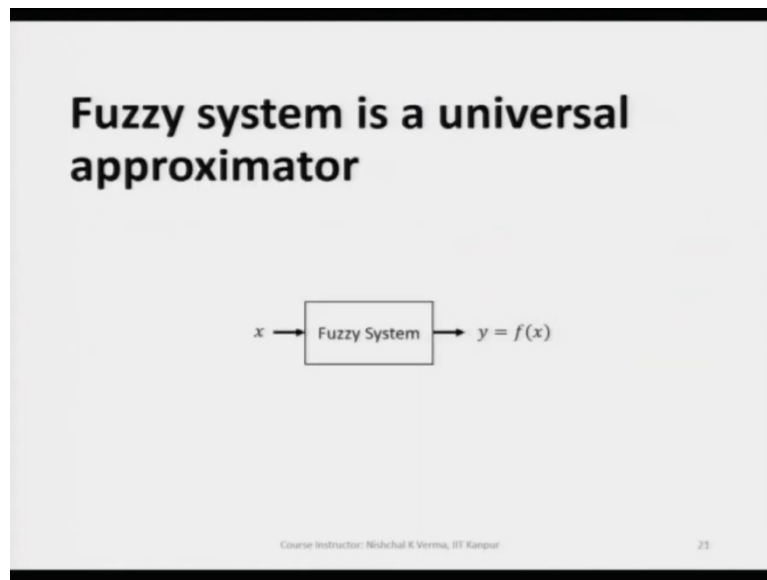 Fuzzy system is a universal
approximator
x Fuzzy System y = f(x)
Course Instructor: Nishchal K Verma, IIT Kanpur 21